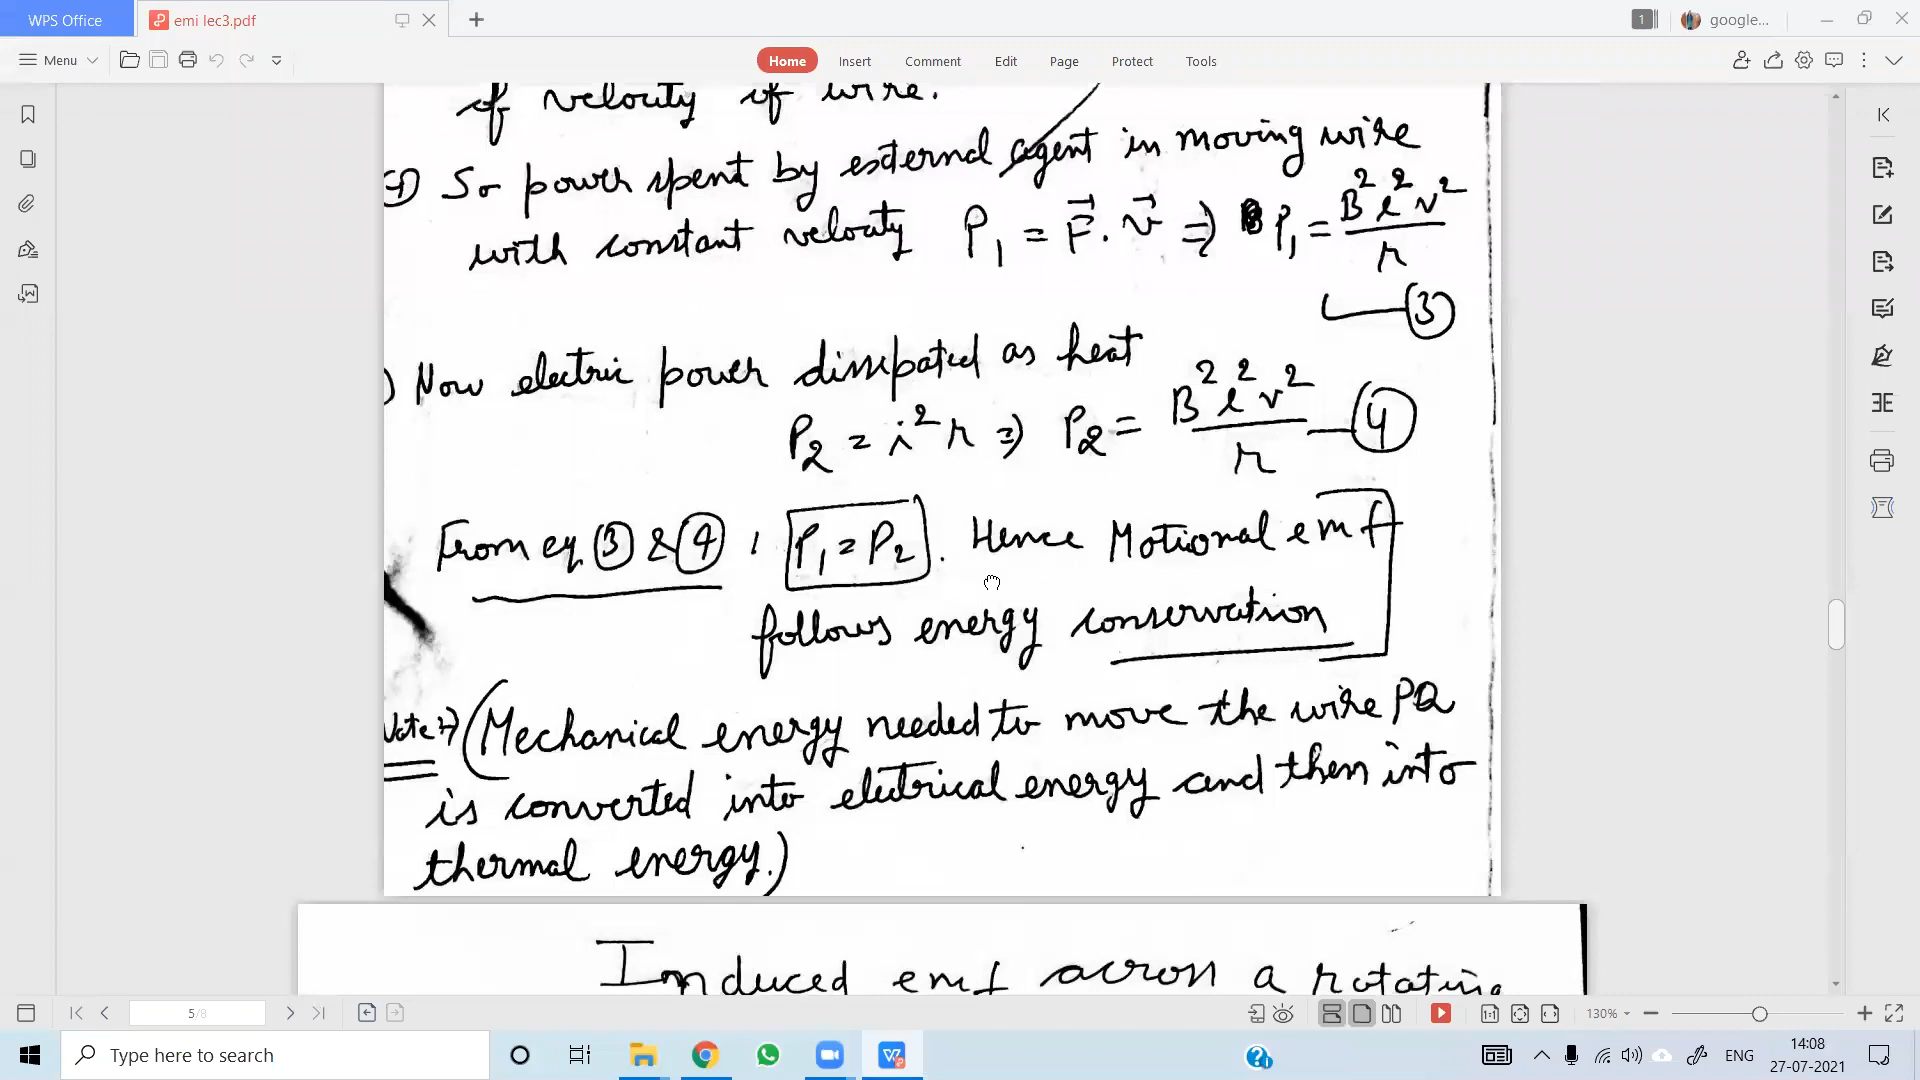 WPS Office
emi lec3.pdf
1
google...
Menu
Home Insert Comment Edit Page Protect Tools
of velocity of wire.
④ So power spent by external agent in moving wire
with constant velocity P₁ = F⃗ . v⃗ ⇒ P₁ = B²l²v²/r
③
) Now electric power dissipated as heat
P₂ = i²r ⇒ P₂ = B²l²v²/r — ④
From eq ③ & ④, P₁ = P₂. Hence Motional emf
follows energy conservation
Note ⇒ (Mechanical energy needed to move the wire PQ
is converted into electrical energy and then into
thermal energy.)
Induced emf across a rotating
5/8
1:1
130%
Type here to search
ENG
14:08
27-07-2021